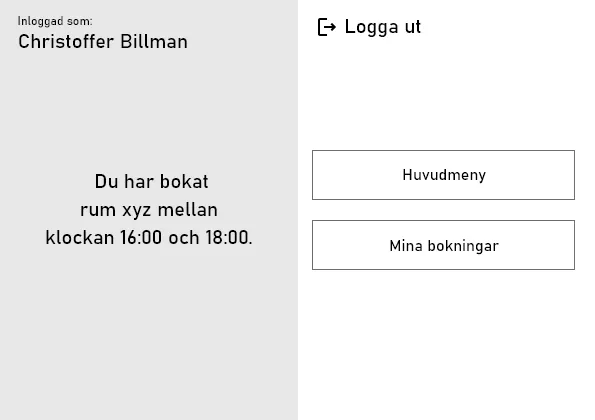 Inloggad som:
Christoffer Billman
Logga ut
Du har bokat
rum xyz mellan
klockan 16:00 och 18:00.
Huvudmeny
Mina bokningar